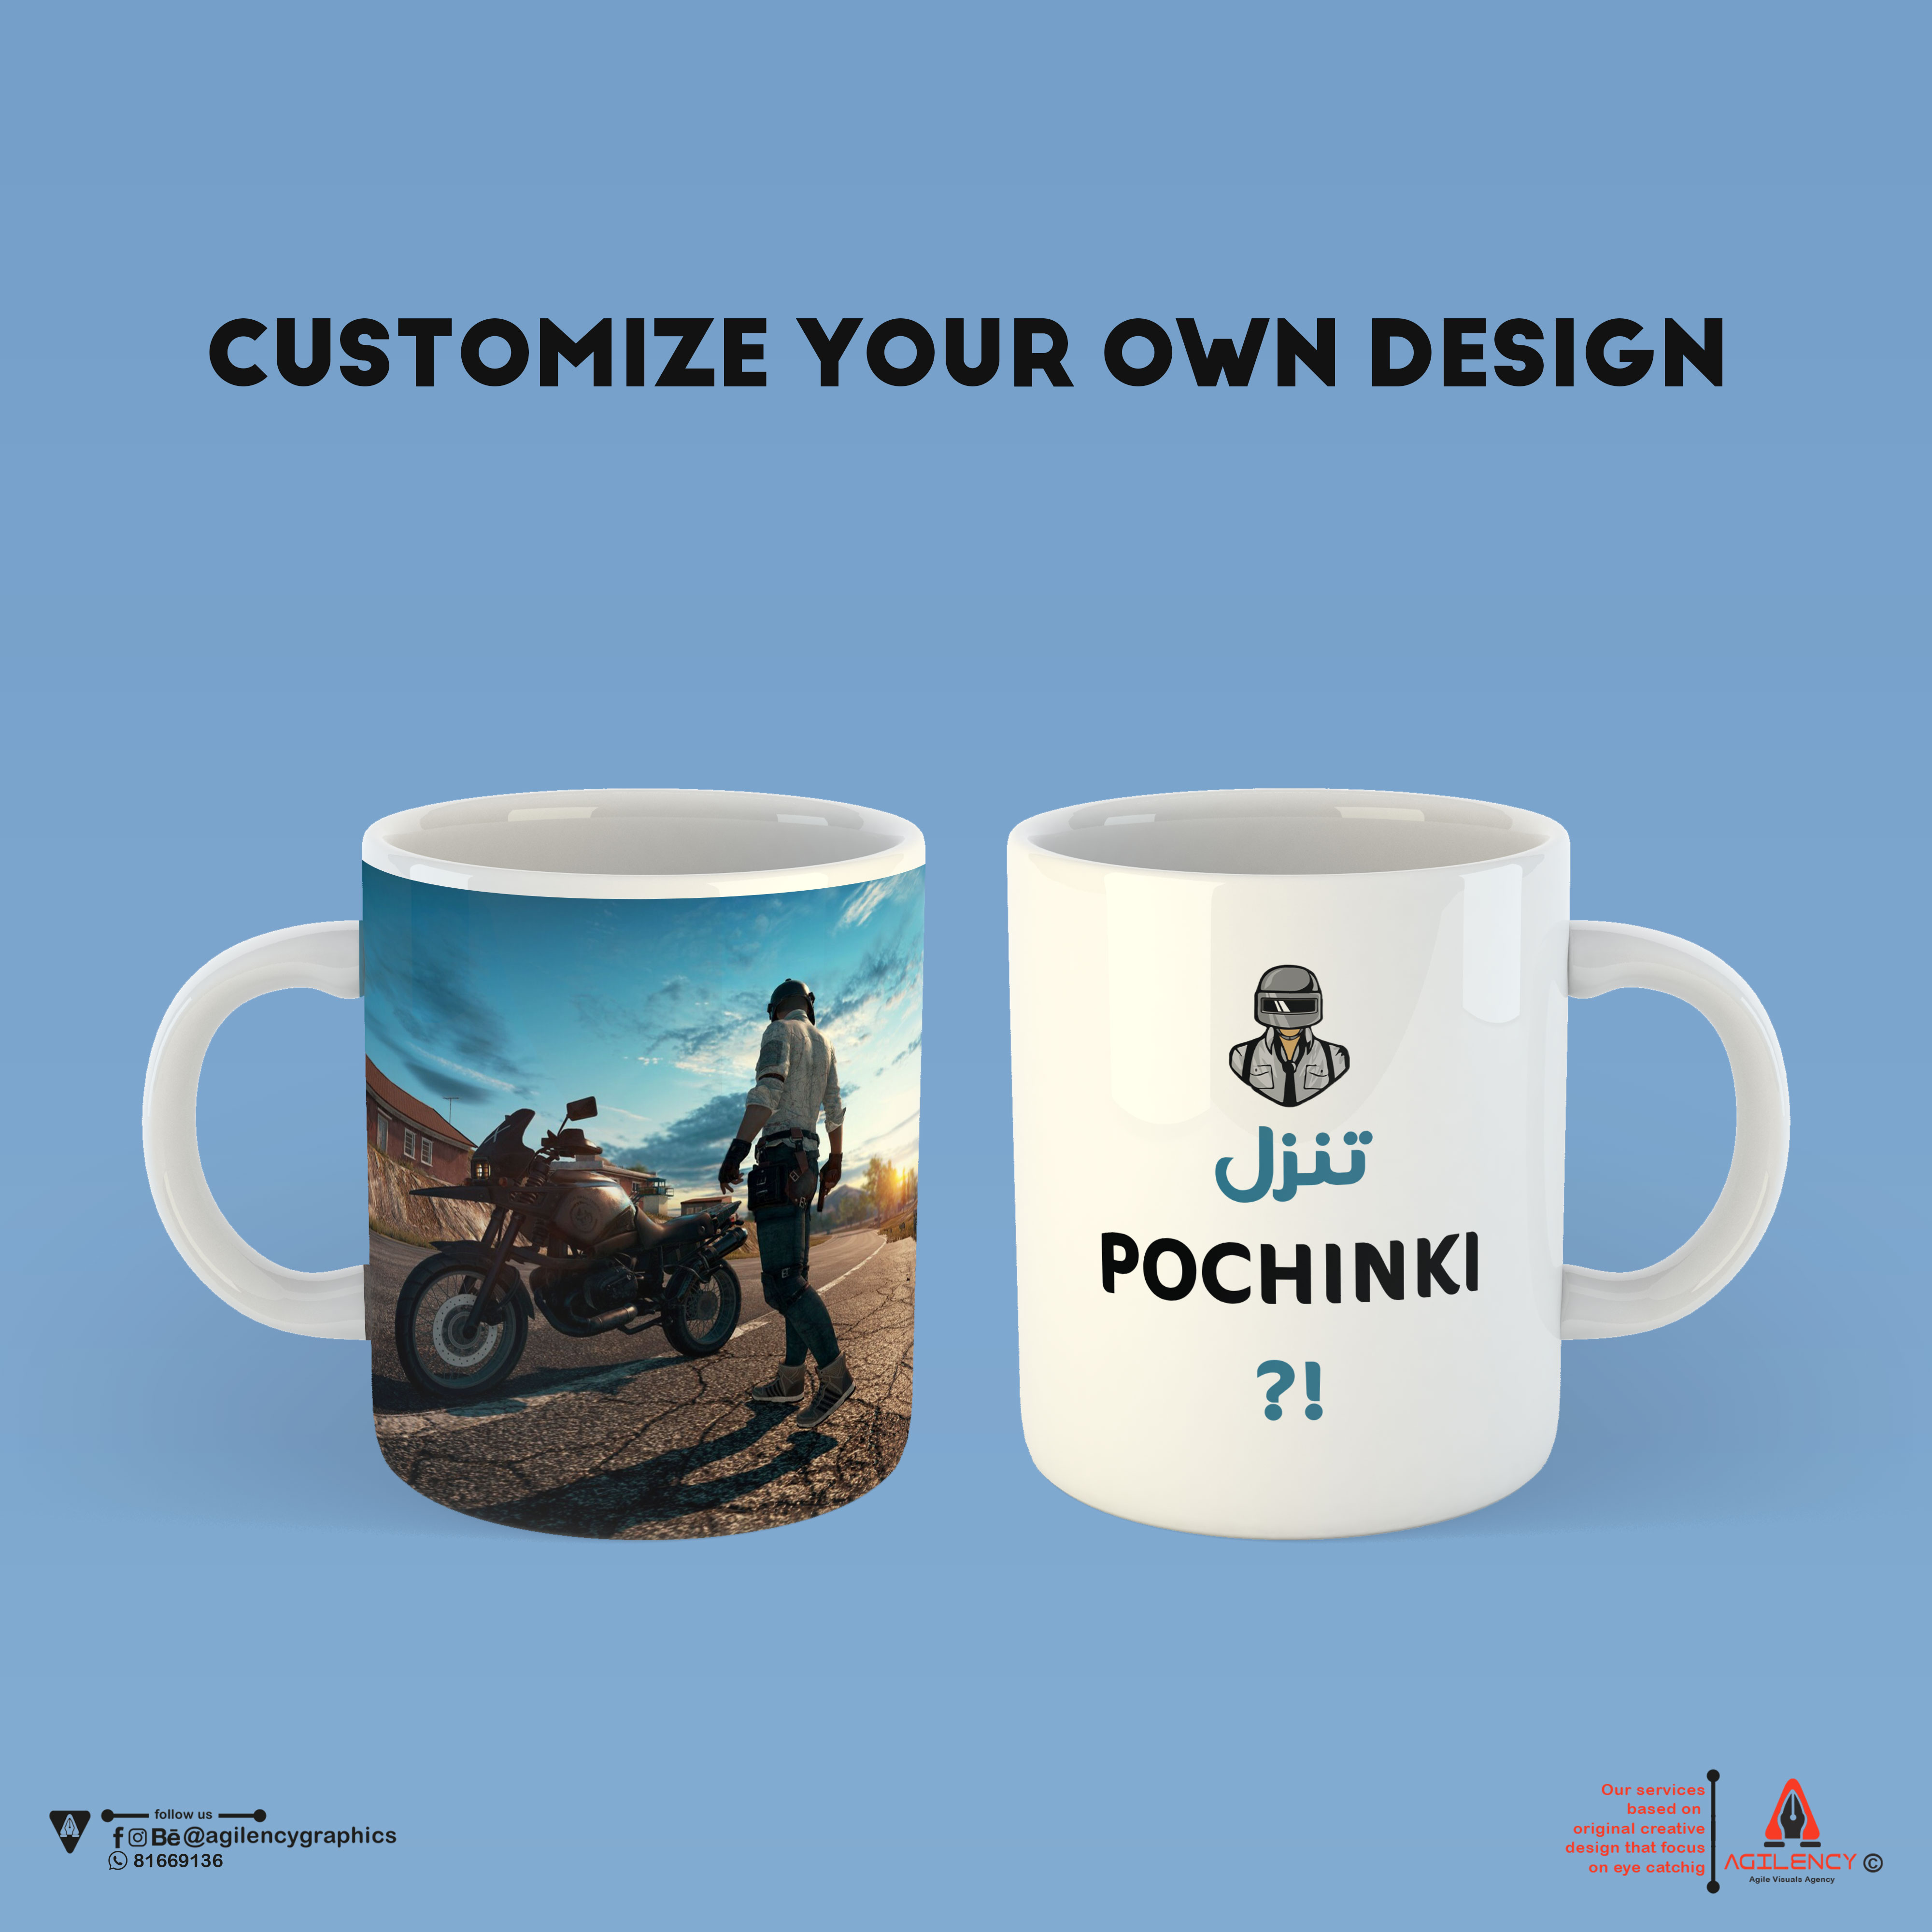 CUSTOMIZE YOUR OWN DESIGN
تنزل
POCHINKI
?!
follow us
@agilencygraphics
81669136
Our services
based on
original creative
design that focus
on eye catchig
AGILENCY ©
Agile Visuals Agency